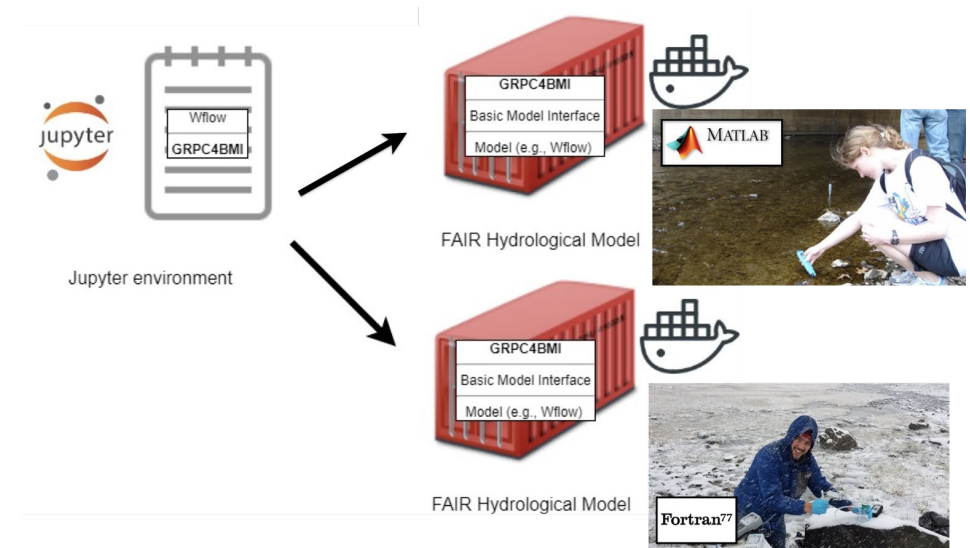 jupyter
Wflow
GRPC4BMI
Jupyter environment
GRPC4BMI
Basic Model Interface
Model (e.g., Wflow)
FAIR Hydrological Model
MATLAB
GRPC4BMI
Basic Model Interface
Model (e.g., Wflow)
FAIR Hydrological Model
Fortran77